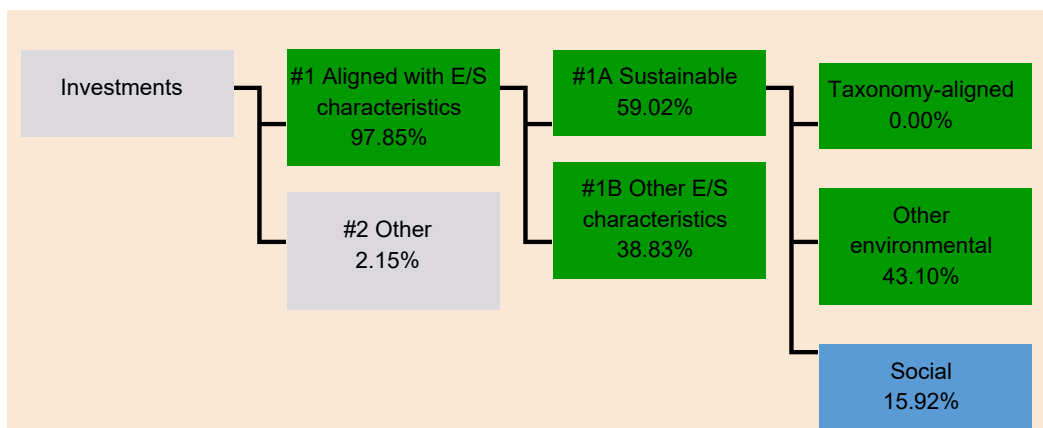 Investments
#1 Aligned with E/S
characteristics
97.85%
#2 Other
2.15%
#1A Sustainable
59.02%
#1B Other E/S
characteristics
38.83%
Taxonomy-aligned
0.00%
Other
environmental
43.10%
Social
15.92%